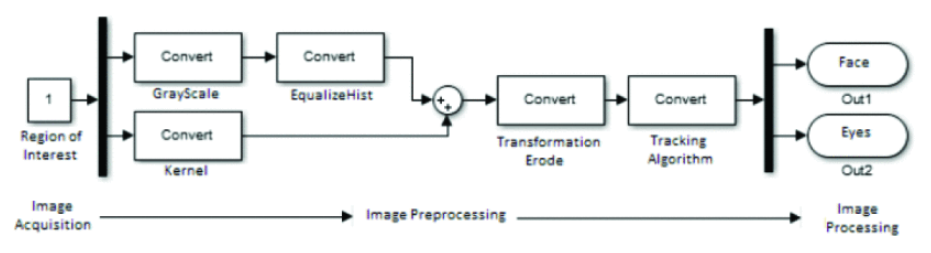 1
Region of
Interest
Convert
GrayScale
Convert
EqualizeHist
Convert
Kernel
++
Convert
Transformation
Erode
Convert
Tracking
Algorithm
Face
Out1
Eyes
Out2
Image
Acquisition
Image Preprocessing
Image
Processing